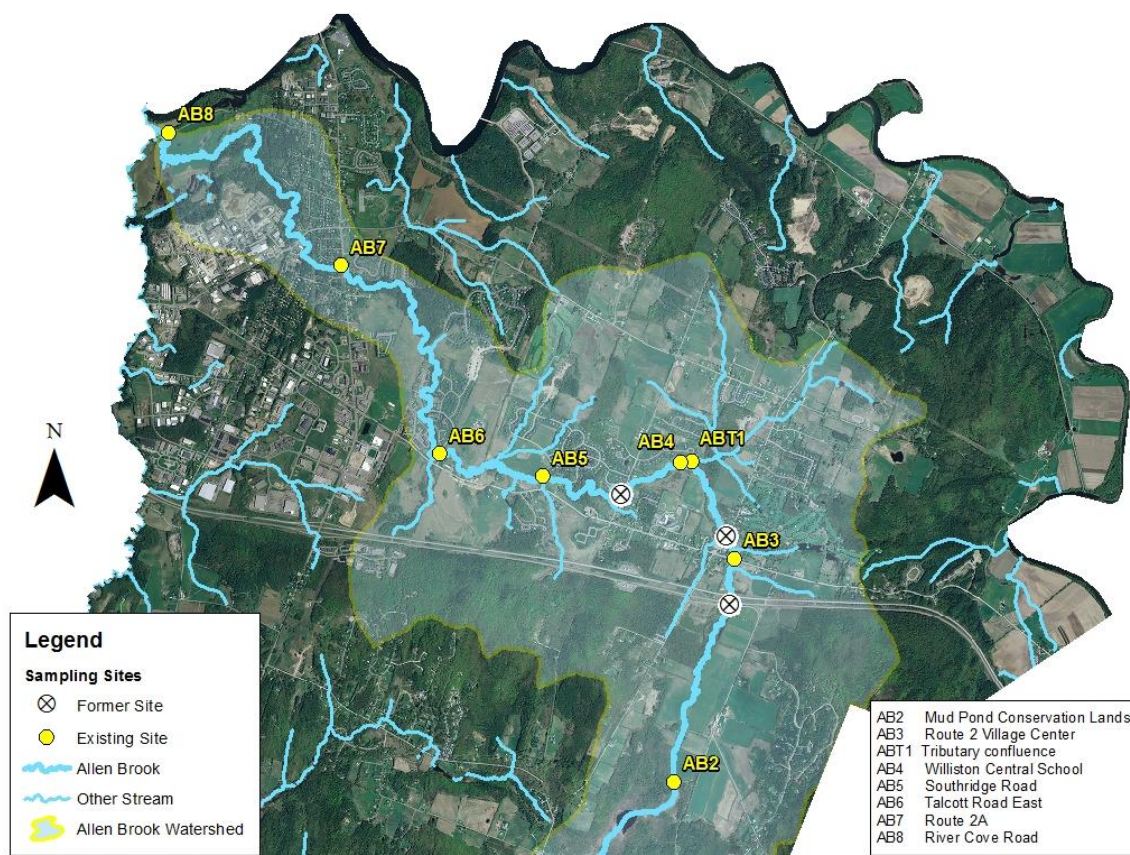 AB8
AB7
AB6
AB5
AB4
ABT1
AB3
AB2
N
Legend
Sampling Sites
Former Site
Existing Site
Allen Brook
Other Stream
Allen Brook Watershed
AB2 Mud Pond Conservation Lands
AB3 Route 2 Village Center
ABT1 Tributary confluence
AB4 Williston Central School
AB5 Southridge Road
AB6 Talcott Road East
AB7 Route 2A
AB8 River Cove Road